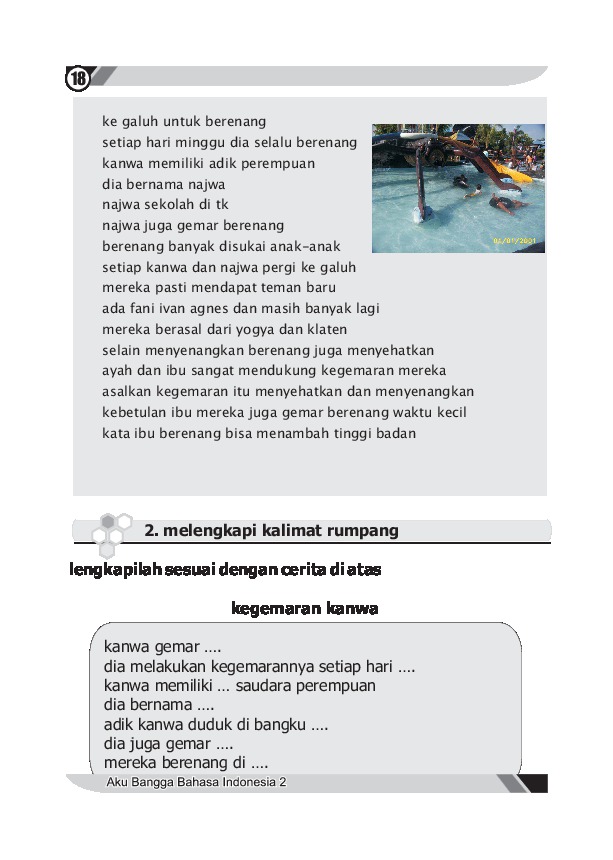 18
ke galuh untuk berenang
setiap hari minggu dia selalu berenang
kanwa memiliki adik perempuan
dia bernama najwa
najwa sekolah di tk
najwa juga gemar berenang
berenang banyak disukai anak-anak
setiap kanwa dan najwa pergi ke galuh
mereka pasti mendapat teman baru
ada fani ivan agnes dan masih banyak lagi
mereka berasal dari yogya dan klaten
selain menyenangkan berenang juga menyehatkan
ayah dan ibu sangat mendukung kegemaran mereka
asalkan kegemaran itu menyehatkan dan menyenangkan
kebetulan ibu mereka juga gemar berenang waktu kecil
kata ibu berenang bisa menambah tinggi badan
01/01/2001
2. melengkapi kalimat rumpang
lengkapilah sesuai dengan cerita di atas
kegemaran kanwa
kanwa gemar ....
dia melakukan kegemarannya setiap hari ....
kanwa memiliki ... saudara perempuan
dia bernama ....
adik kanwa duduk di bangku ....
dia juga gemar ....
mereka berenang di ....
Aku Bangga Bahasa Indonesia 2